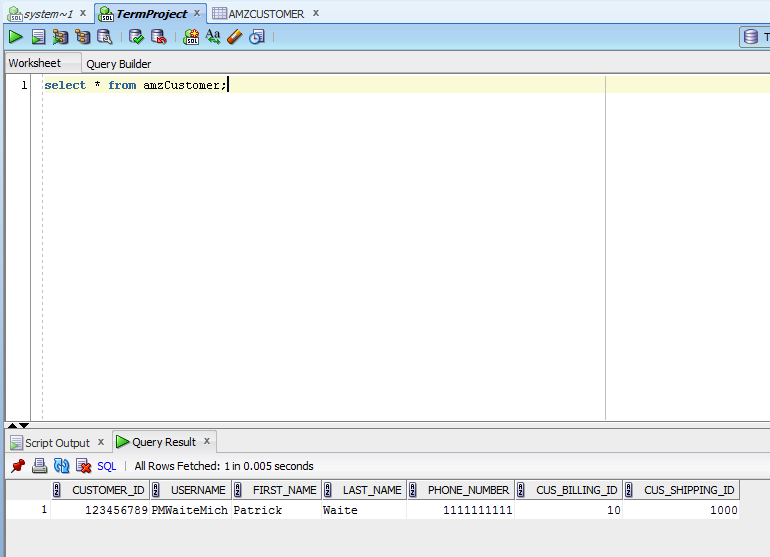 system~1 x TermProject x AMZCUSTOMER x
Worksheet Query Builder
1 select * from amzCustomer;
Script Output x Query Result x
SQL All Rows Fetched: 1 in 0.005 seconds
CUSTOMER_ID USERNAME FIRST_NAME LAST_NAME PHONE_NUMBER CUS_BILLING_ID CUS_SHIPPING_ID
1 123456789 PMWaiteMich Patrick Waite 1111111111 10 1000